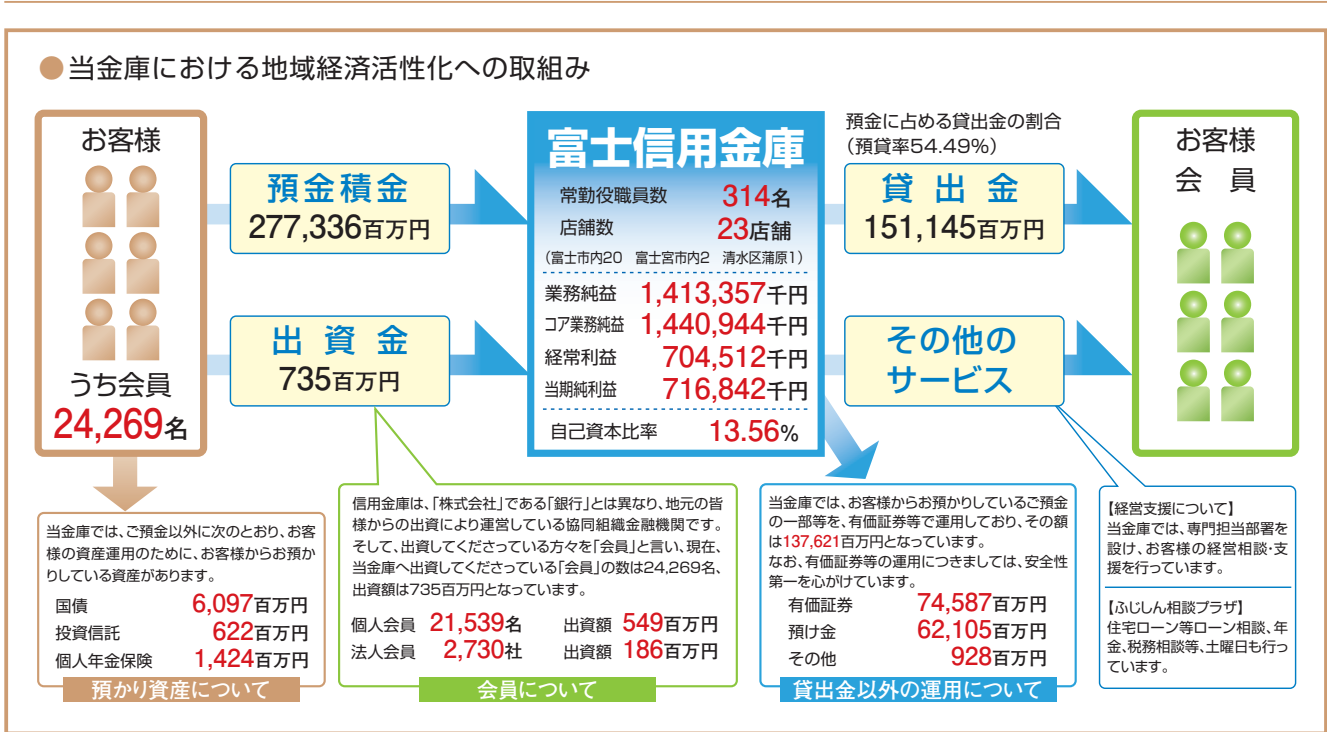 ●当金庫における地域経済活性化への取組み
お客様
うち会員
24,269名
預金積金
277,336百万円
出資金
735百万円
富士信用金庫
常勤役職員数 314名
店舗数 23店舗
(富士市内20 富士宮市内2 清水区蒲原1)
業務純益 1,413,357千円
コア業務純益 1,440,944千円
経常利益 704,512千円
当期純利益 716,842千円
自己資本比率 13.56%
預金に占める貸出金の割合
(預貸率54.49%)
貸出金
151,145百万円
その他の
サービス
お客様
会員
当金庫では、ご預金以外に次のとおり、お客
様の資産運用のために、お客様からお預か
りしている資産があります。
国債 6,097百万円
投資信託 622百万円
個人年金保険 1,424百万円
預かり資産について
信用金庫は、「株式会社」である「銀行」とは異なり、地元の皆
様からの出資により運営している協同組織金融機関です。
そして、出資してくださっている方々を「会員」と言い、現在、
当金庫へ出資してくださっている「会員」の数は24,269名、
出資額は735百万円となっています。
個人会員 21,539名 出資額 549百万円
法人会員 2,730社 出資額 186百万円
会員について
当金庫では、お客様からお預かりしているご預金
の一部等を、有価証券等で運用しており、その額
は137,621百万円となっています。
なお、有価証券等の運用につきましては、安全性
第一を心がけています。
有価証券 74,587百万円
預け金 62,105百万円
その他 928百万円
貸出金以外の運用について
【経営支援について】
当金庫では、専門担当部署を
設け、お客様の経営相談・支
援を行っています。
【ふじしん相談プラザ】
住宅ローン等ローン相談、年
金、税務相談等、土曜日も行っ
ています。